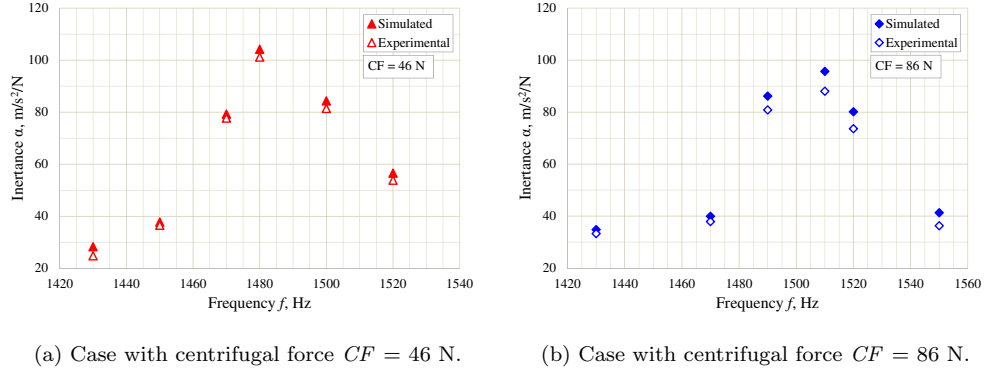 Simulated
Experimental
CF = 46 N
120
100
80
60
40
20
Inertance α, m/s²/N
1420 1440 1460 1480 1500 1520 1540
Frequency f, Hz
(a) Case with centrifugal force CF = 46 N.
Simulated
Experimental
CF = 86 N
120
100
80
60
40
20
Inertance α, m/s²/N
1420 1440 1460 1480 1500 1520 1540 1560
Frequency f, Hz
(b) Case with centrifugal force CF = 86 N.